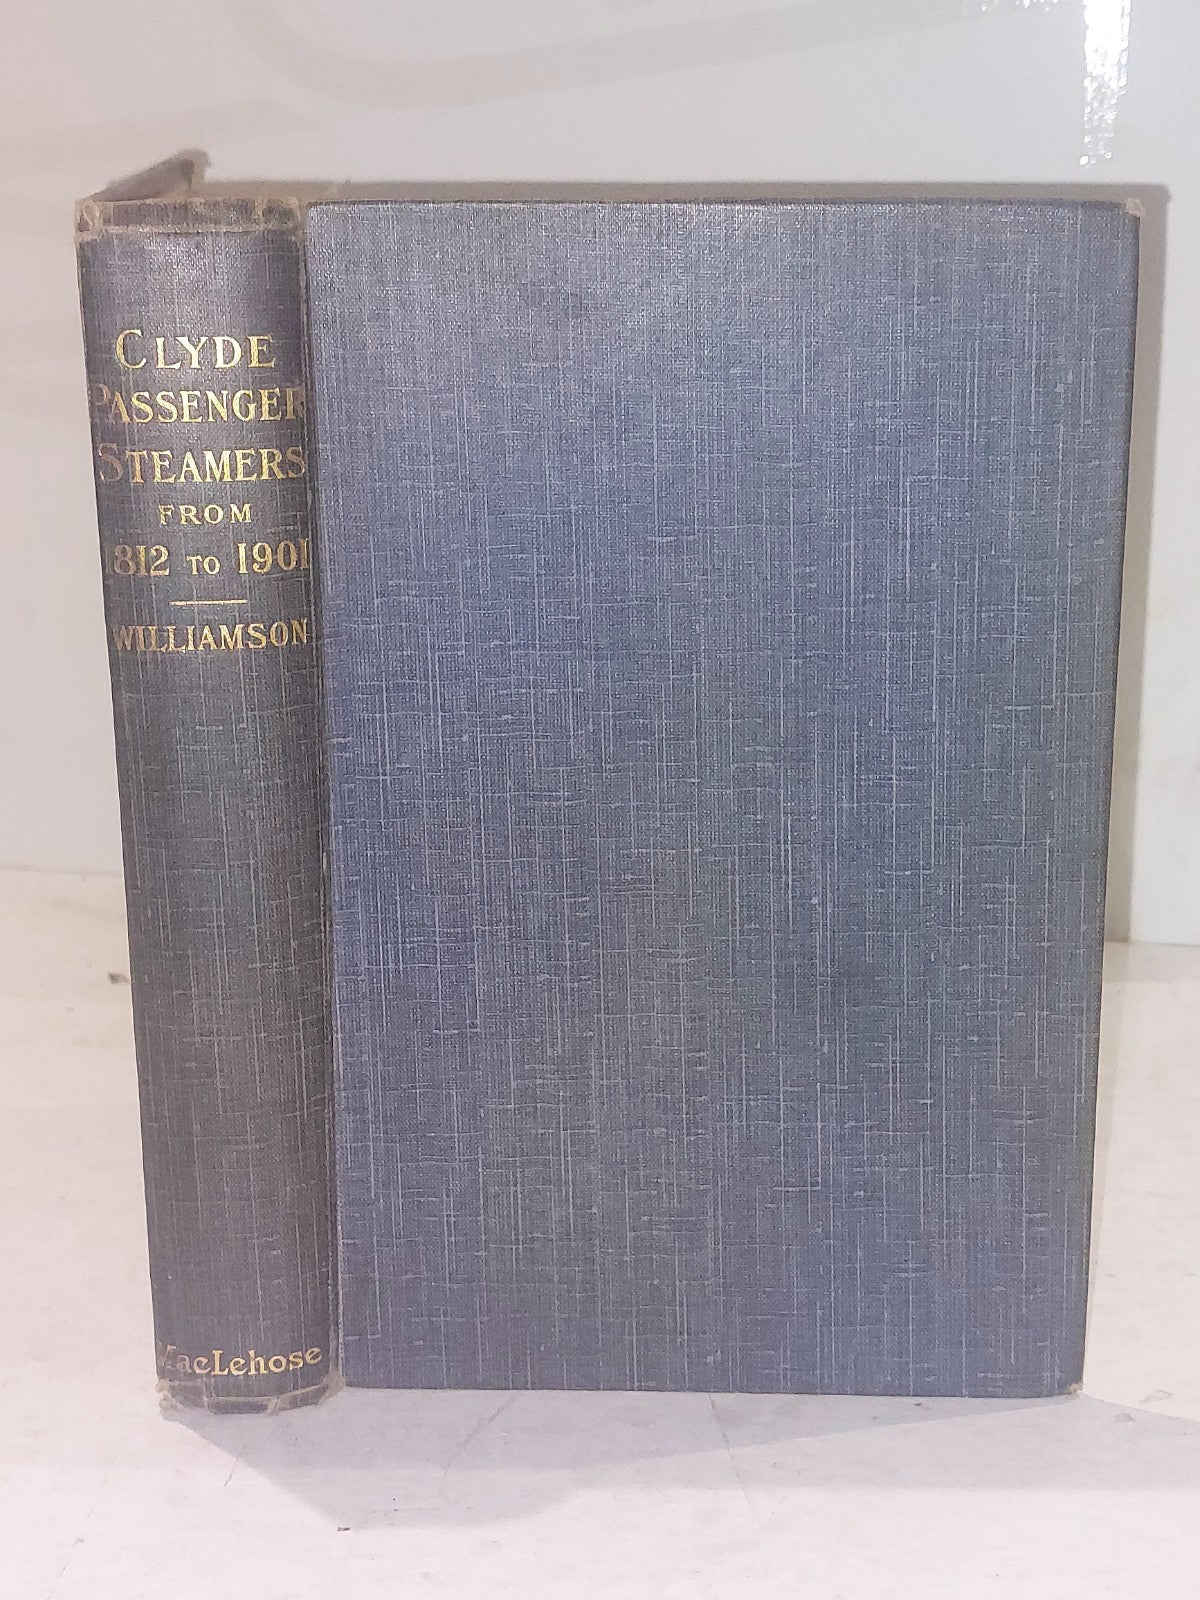 CLYDE
PASSENGER
STEAMERS
FROM
1812 TO 1901
WILLIAMSON
MacLehose